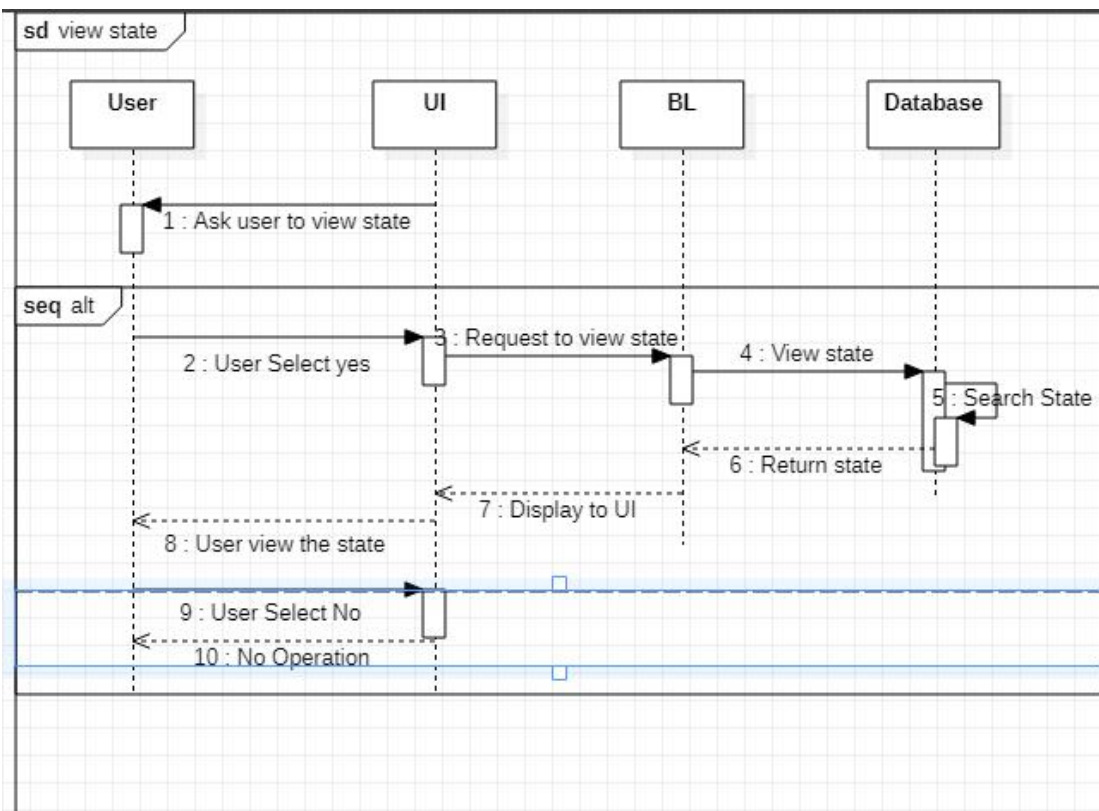 sd view state
User
UI
BL
Database
1 : Ask user to view state
seq alt
2 : User Select yes
3 : Request to view state
4 : View state
5 : Search State
6 : Return state
7 : Display to UI
8 : User view the state
9 : User Select No
10 : No Operation